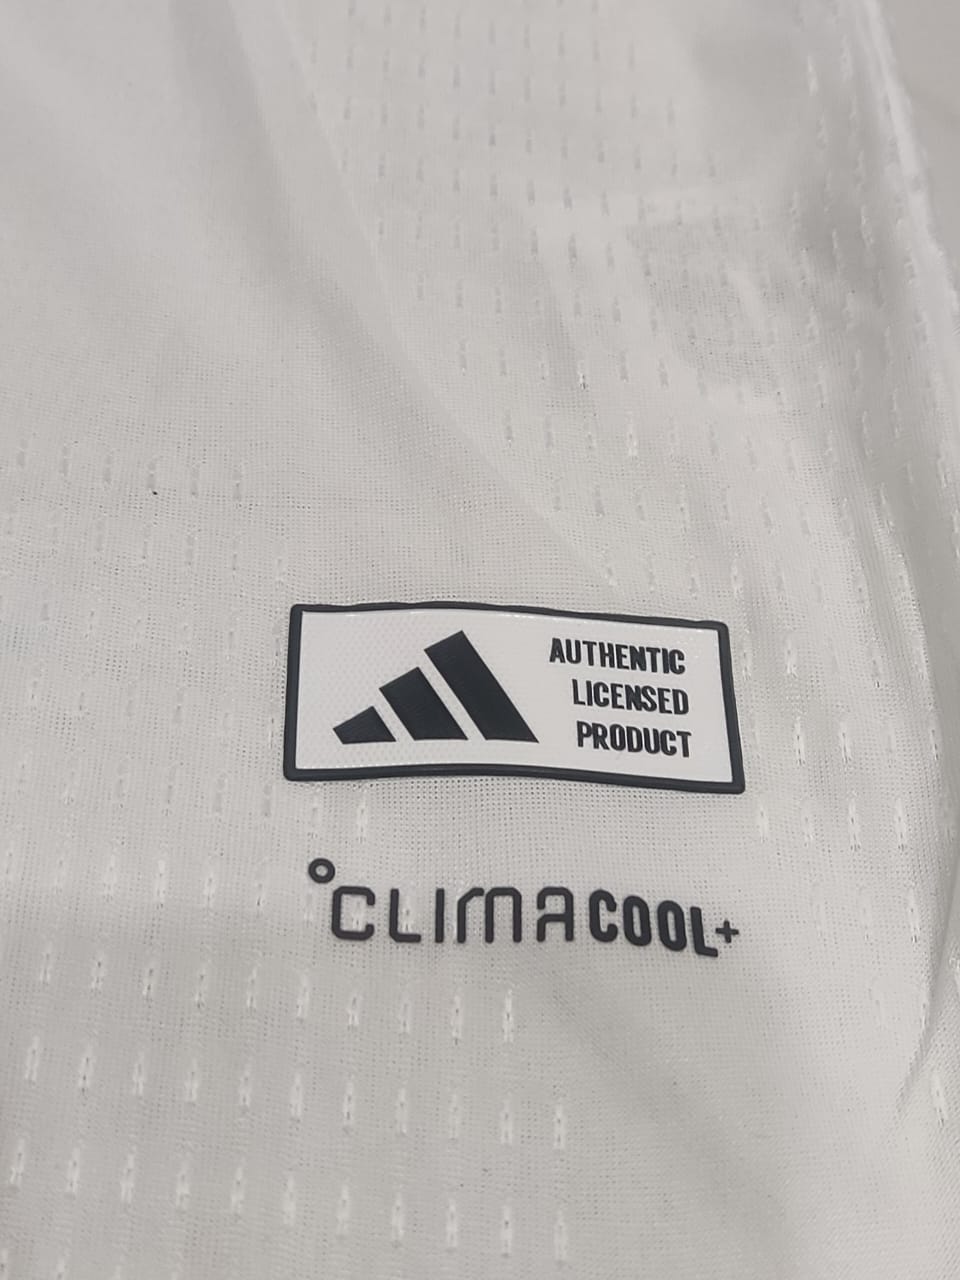 AUTHENTIC
LICENSED
PRODUCT
°CLIMACOOL+